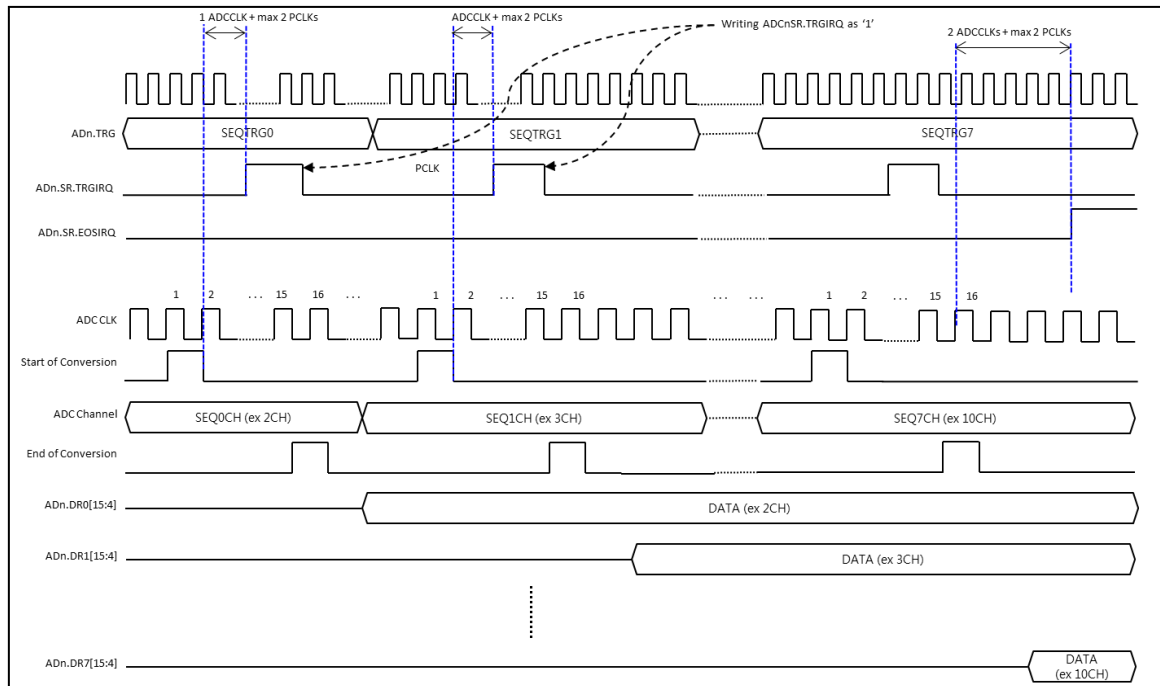 1 ADCCLK + max 2 PCLKs
ADCCLK + max 2 PCLKs
Writing ADCnSR.TRGIRQ as ‘1’
2 ADCCLKs + max 2 PCLKs
ADn.TRG
SEQTRG0
SEQTRG1
SEQTRG7
PCLK
ADn.SR.TRGIRQ
ADn.SR.EOSIRQ
1 2 ... 15 16 ... 1 2 ... 15 16 ... ... 1 2 ... 15 16
ADC CLK
Start of Conversion
ADC Channel
SEQ0CH (ex 2CH)
SEQ1CH (ex 3CH)
SEQ7CH (ex 10CH)
End of Conversion
ADn.DR0[15:4]
DATA (ex 2CH)
ADn.DR1[15:4]
DATA (ex 3CH)
ADn.DR7[15:4]
DATA
(ex 10CH)